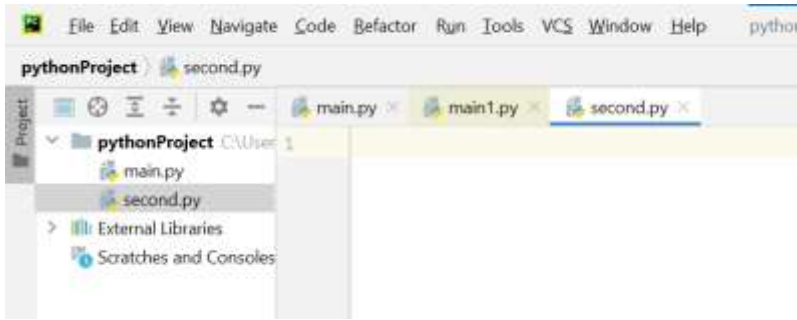 File Edit View Navigate Code Refactor Run Tools VCS Window Help
pythonProject second.py
Project
main.py main1.py second.py
pythonProject C:\User 1
main.py
second.py
External Libraries
Scratches and Consoles